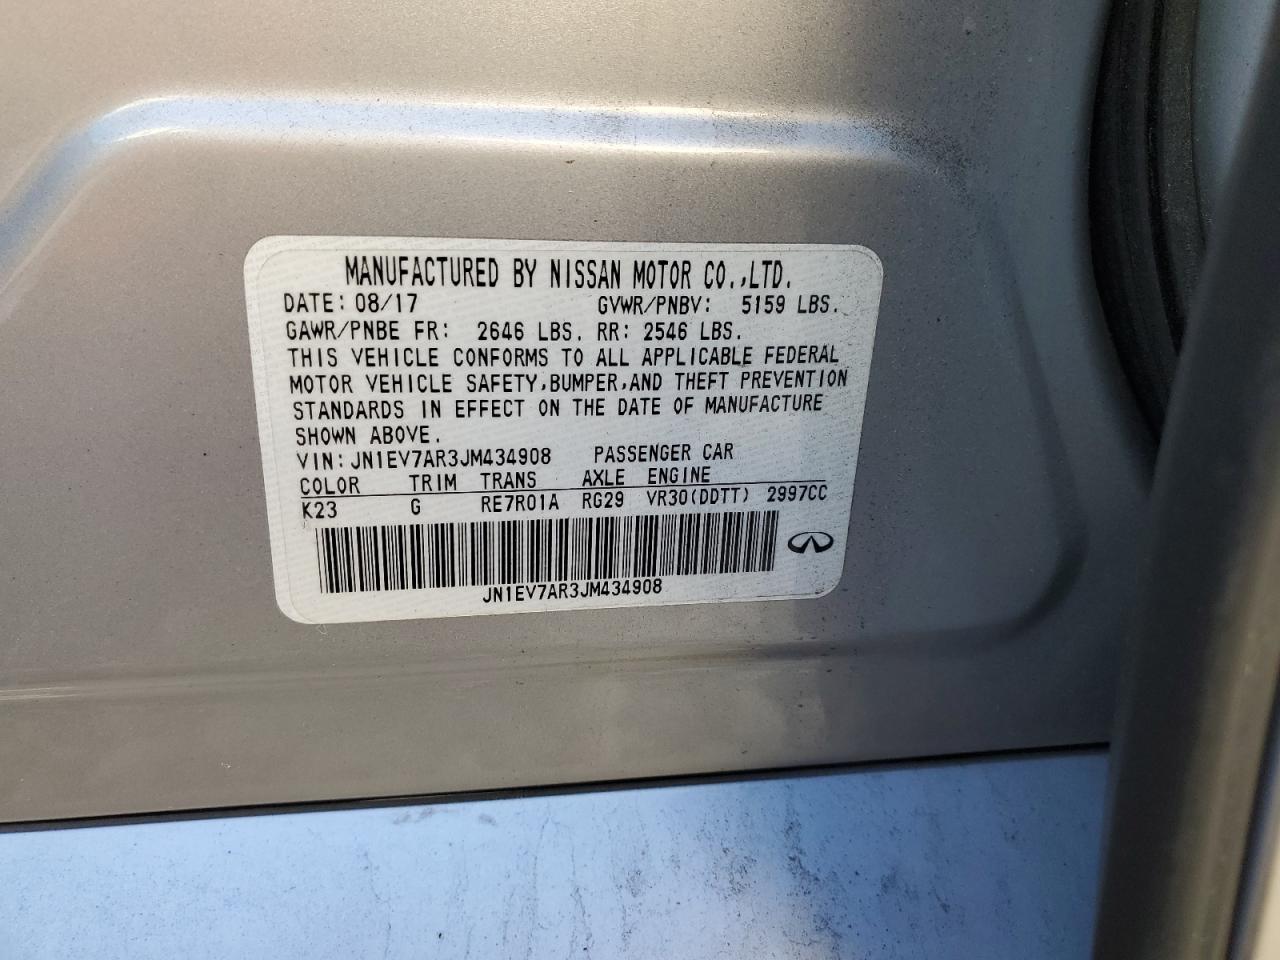 MANUFACTURED BY NISSAN MOTOR CO.,LTD.
DATE: 08/17 GVWR/PNBV: 5159 LBS.
GAWR/PNBE FR: 2646 LBS. RR: 2546 LBS.
THIS VEHICLE CONFORMS TO ALL APPLICABLE FEDERAL
MOTOR VEHICLE SAFETY,BUMPER,AND THEFT PREVENTION
STANDARDS IN EFFECT ON THE DATE OF MANUFACTURE
SHOWN ABOVE.
VIN: JN1EV7AR3JM434908 PASSENGER CAR
COLOR TRIM TRANS AXLE ENGINE
K23 G RE7R01A RG29 VR30(DDTT) 2997CC
JN1EV7AR3JM434908